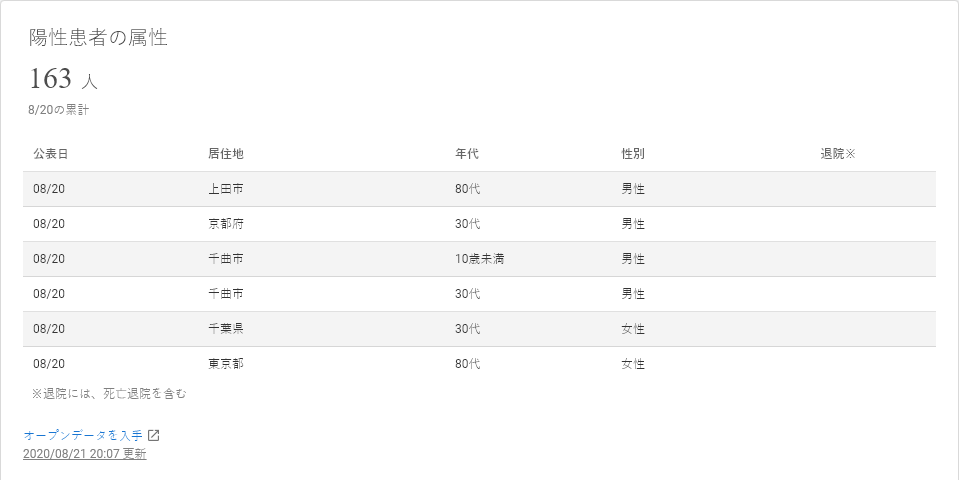 陽性患者の属性
163 人
8/20の累計
公表日 居住地 年代 性別 退院※
08/20 上田市 80代 男性
08/20 京都府 30代 男性
08/20 千曲市 10歳未満 男性
08/20 千曲市 30代 男性
08/20 千葉県 30代 女性
08/20 東京都 80代 女性
※退院には、死亡退院を含む
オープンデータを入手
2020/08/21 20:07 更新